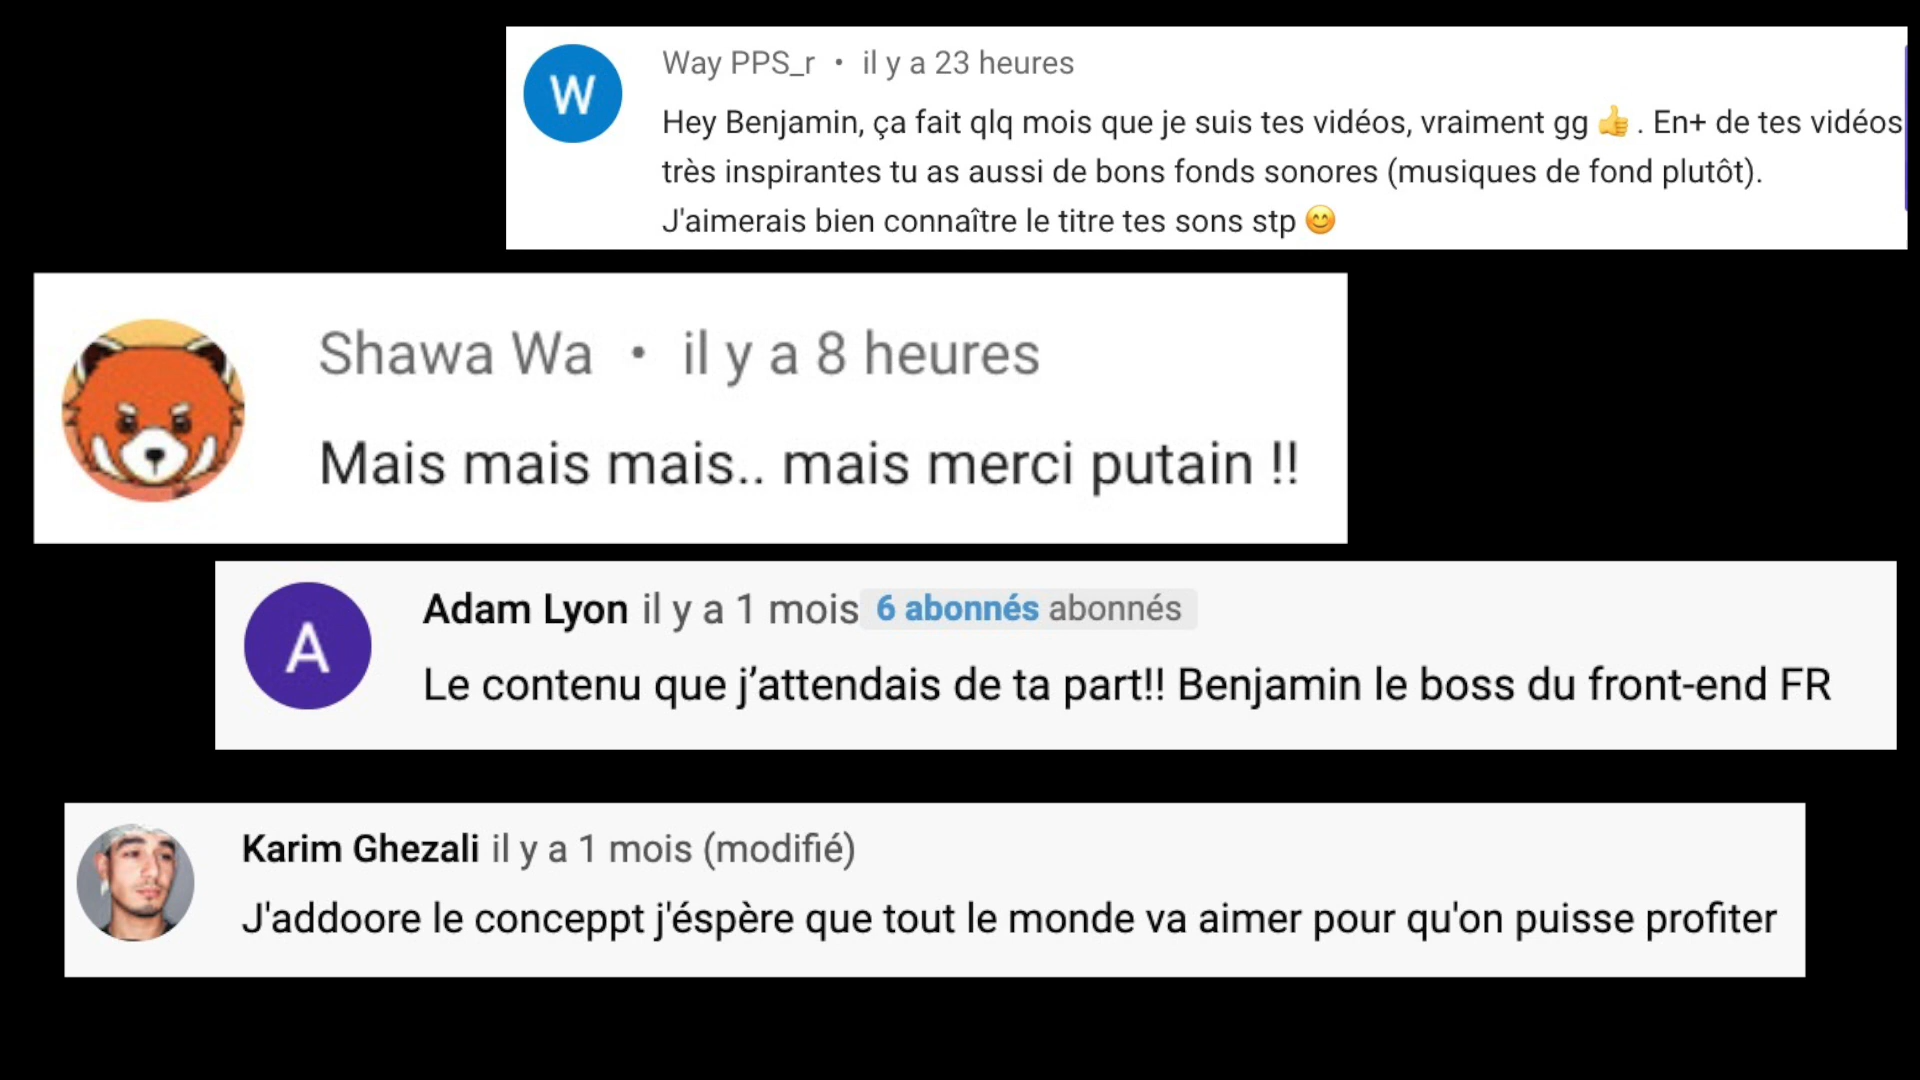 W
Way PPS_r • il y a 23 heures
Hey Benjamin, ça fait qlq mois que je suis tes vidéos, vraiment gg 👍 . En+ de tes vidéos
très inspirantes tu as aussi de bons fonds sonores (musiques de fond plutôt).
J'aimerais bien connaître le titre tes sons stp 😊
Shawa Wa • il y a 8 heures
Mais mais mais.. mais merci putain !!
A
Adam Lyon il y a 1 mois 6 abonnés abonnés
Le contenu que j’attendais de ta part!! Benjamin le boss du front-end FR
Karim Ghezali il y a 1 mois (modifié)
J'addoore le conceppt j'éspère que tout le monde va aimer pour qu'on puisse profiter